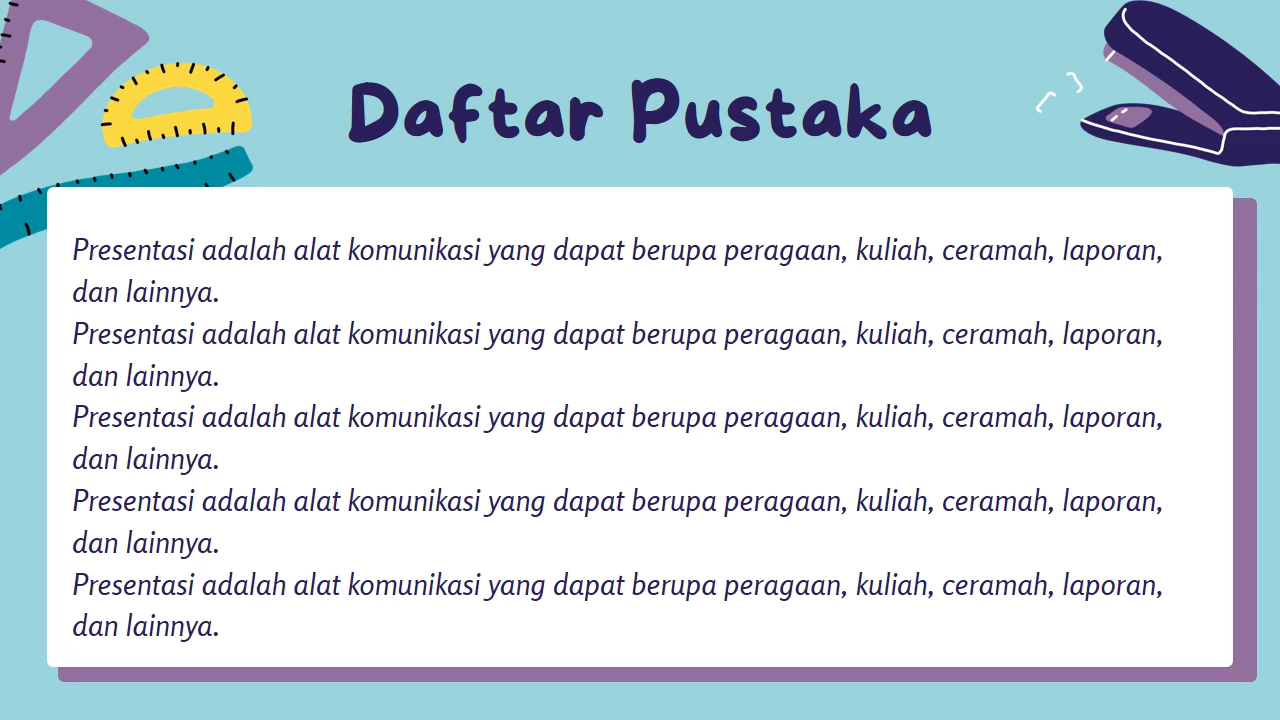 Daftar Pustaka
Presentasi adalah alat komunikasi yang dapat berupa peragaan, kuliah, ceramah, laporan,
dan lainnya.
Presentasi adalah alat komunikasi yang dapat berupa peragaan, kuliah, ceramah, laporan,
dan lainnya.
Presentasi adalah alat komunikasi yang dapat berupa peragaan, kuliah, ceramah, laporan,
dan lainnya.
Presentasi adalah alat komunikasi yang dapat berupa peragaan, kuliah, ceramah, laporan,
dan lainnya.
Presentasi adalah alat komunikasi yang dapat berupa peragaan, kuliah, ceramah, laporan,
dan lainnya.